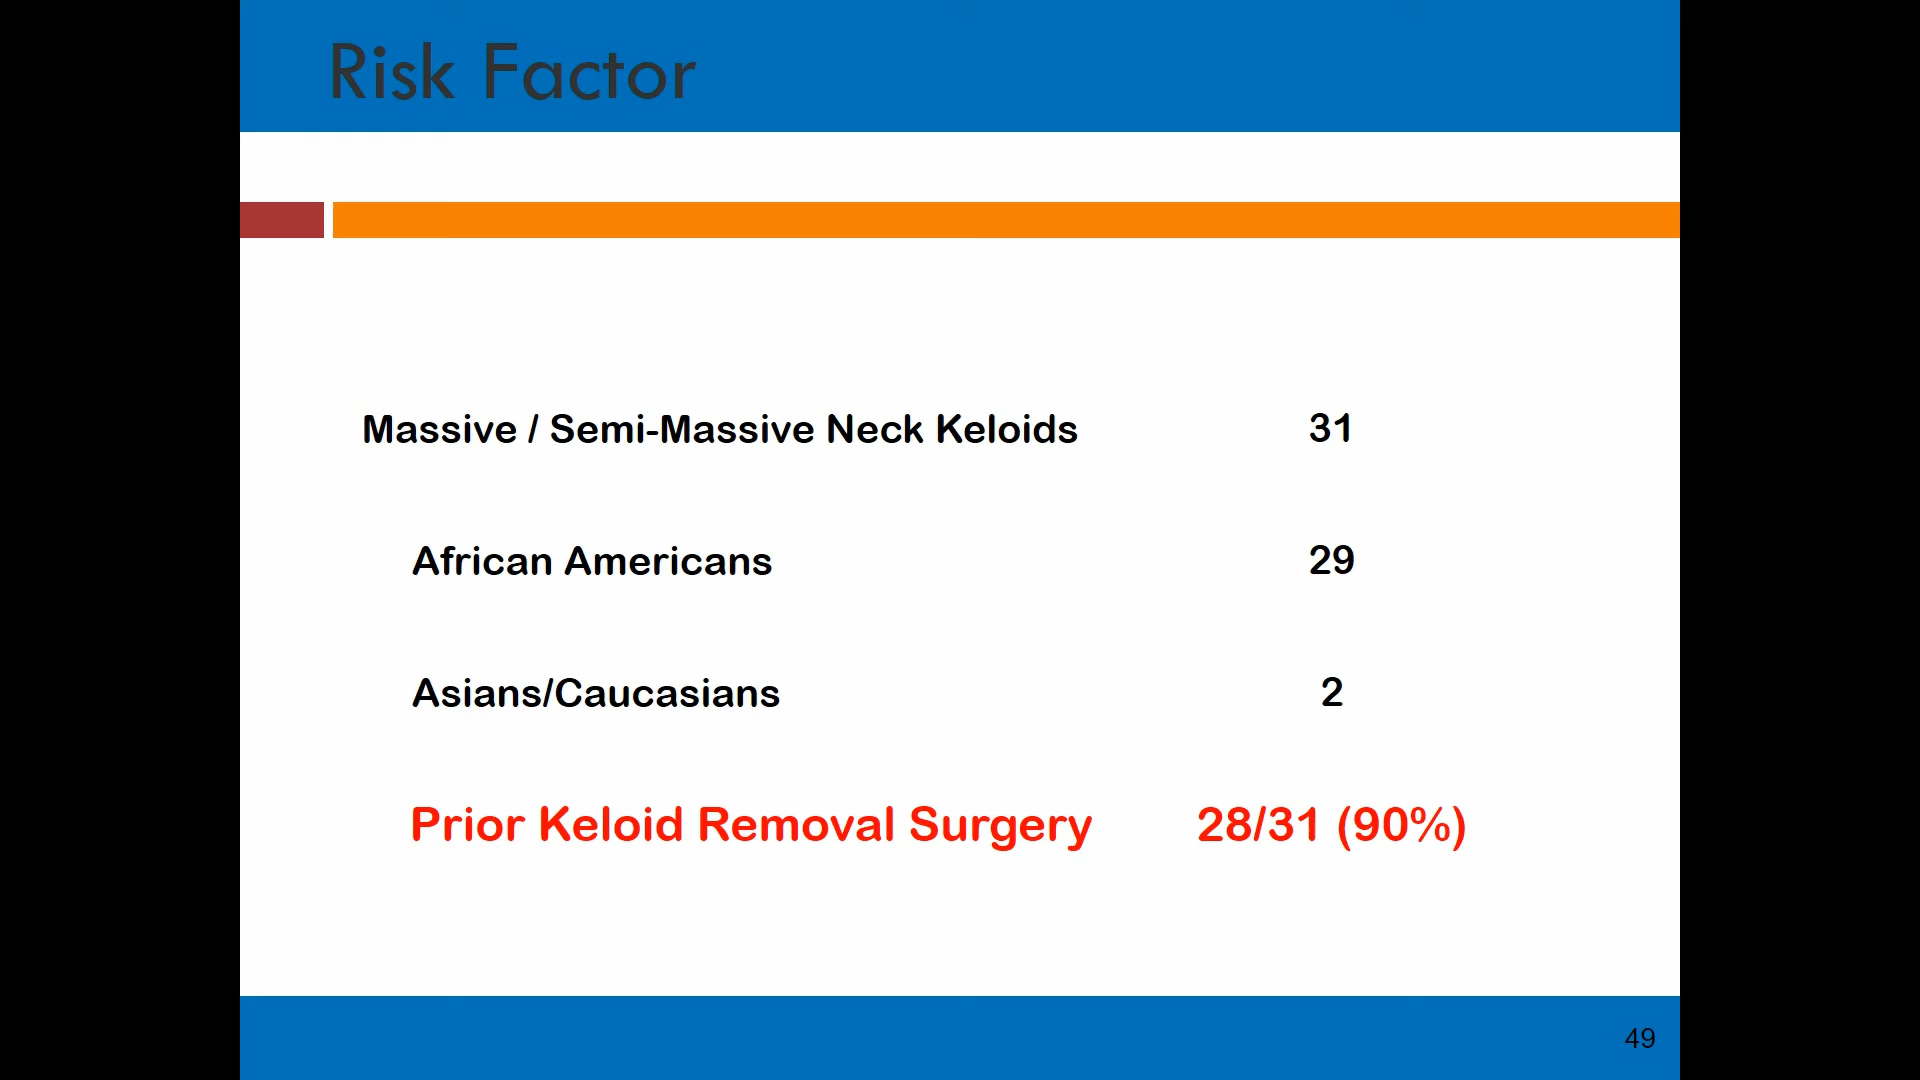 Risk Factor
Massive / Semi-Massive Neck Keloids 31
African Americans 29
Asians/Caucasians 2
Prior Keloid Removal Surgery 28/31 (90%)
49